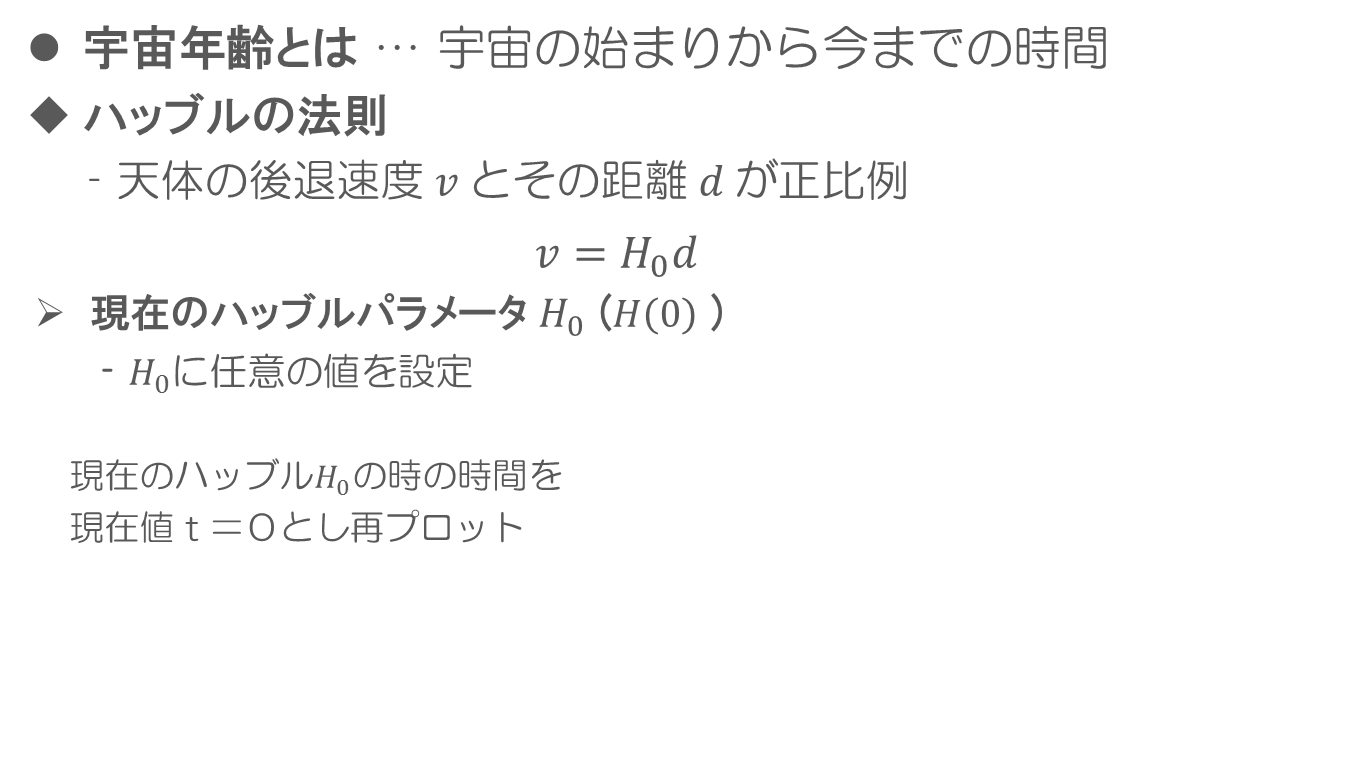 ● 宇宙年齢とは … 宇宙の始まりから今までの時間
◆ ハッブルの法則
- 天体の後退速度 v とその距離 d が正比例
v = H₀d
➢ 現在のハッブルパラメータ H₀ (H(0) )
- H₀に任意の値を設定
現在のハッブルH₀の時の時間を
現在値ｔ＝０とし再プロット